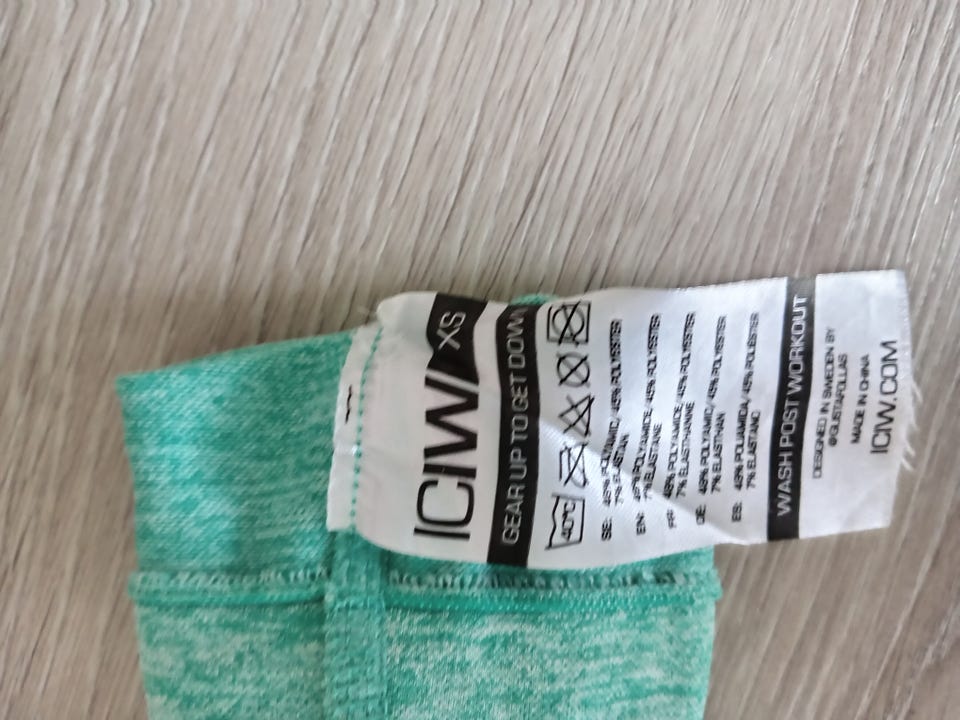 ICIW
XS
GEAR UP TO GET DOWN
40°C
SE: 48% POLYAMID/ 45% POLYESTER
7% ELASTAN
EN: 48% POLYAMIDE/ 45% POLYESTER
7% ELASTANE
FR: 48% POLYAMIDE/ 45% POLYESTER
7% ELASTHANNE
DE: 48% POLYAMID/ 45% POLYESTER
7% ELASTHAN
ES: 48% POLIAMIDA/ 45% POLIÉSTER
7% ELASTANO
WASH POST WORKOUT
DESIGNED IN SWEDEN BY
@GUSTAFOLLAS
MADE IN CHINA
ICIW.COM